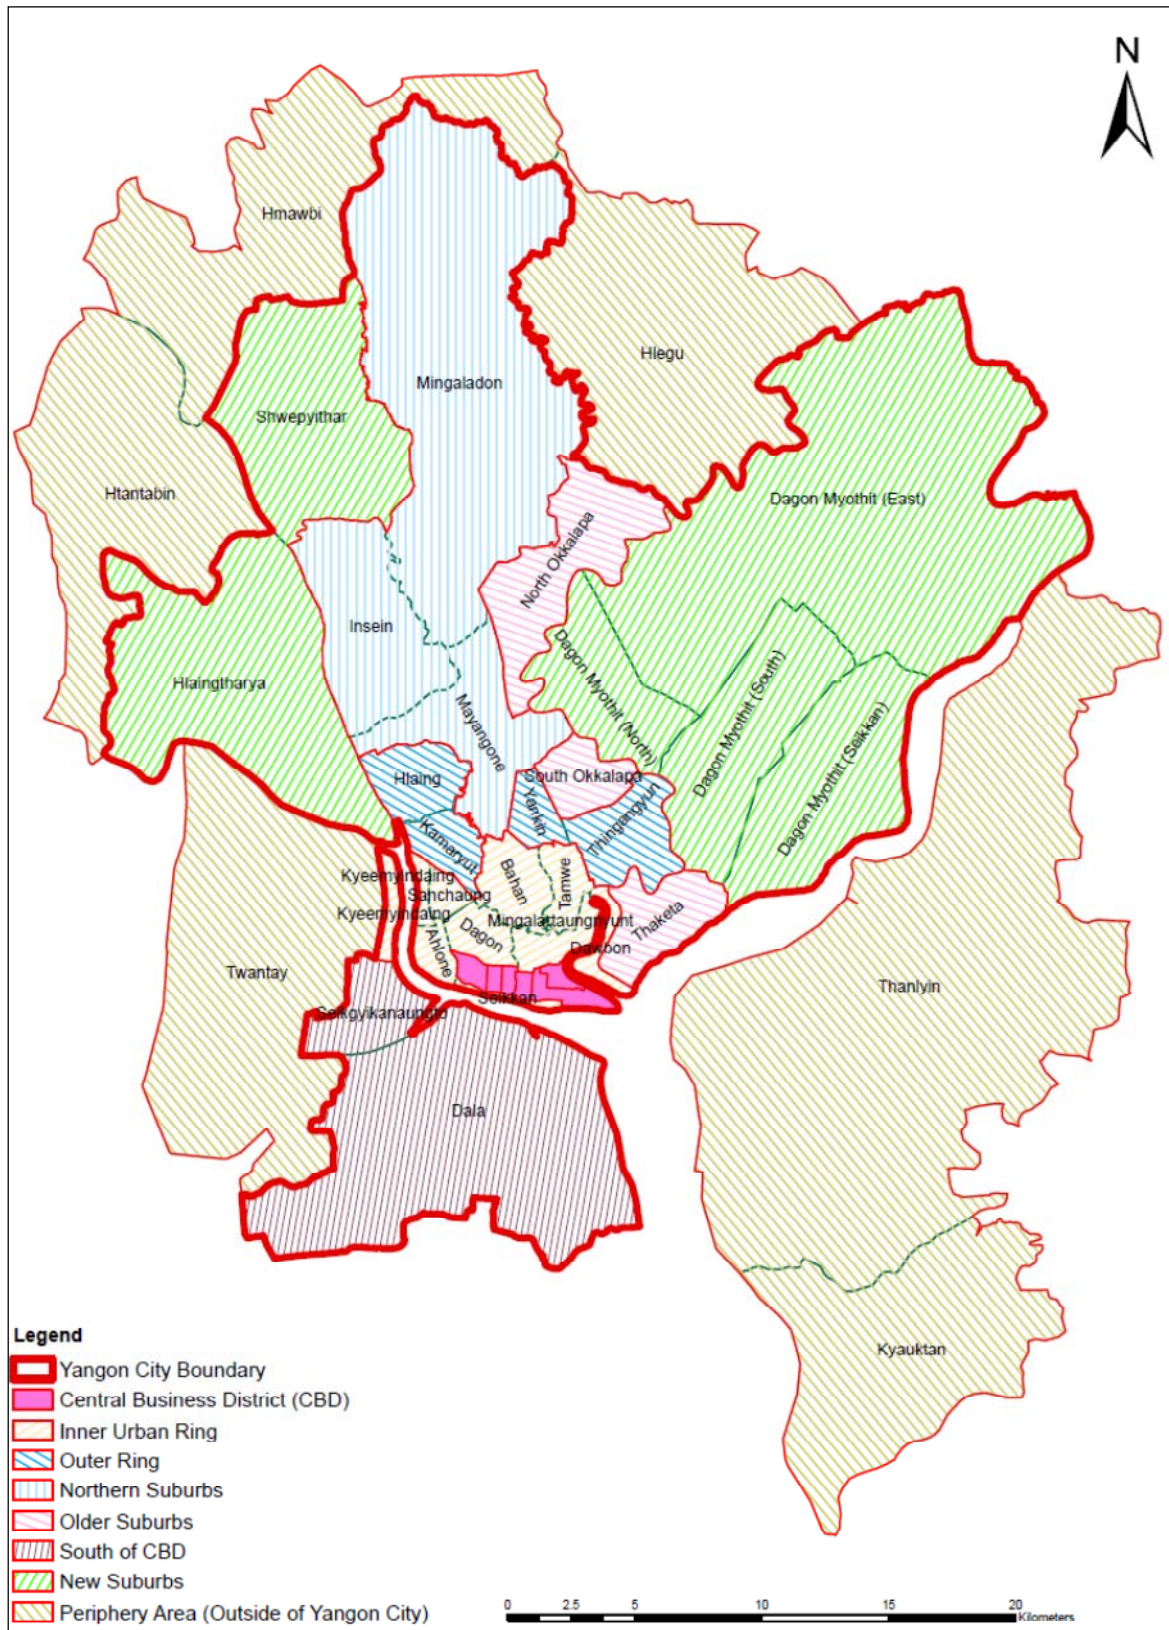 N
Hmawbi
Hlegu
Mingaladon
Shwepyithar
Htantabin
Dagon Myothit (East)
North Okkalapa
Insein
Hlaingtharya
Dagon Myothit (North)
Dagon Myothit (South)
Dagon Myothit (Seikkan)
Mayangone
Hlaing
South Okkalapa
Yankin
Thingangyun
Kamaryut
Bahan
Tamwe
Kyeemyindaing
Sanchaung
Kyeemyindaing
Mingalartaungnyunt
Thaketa
Ahlone
Dagon
Dawbon
Twantay
Thanlyin
Seikkan
Seikgyikanaungto
Dala
Kyauktan
Legend
Yangon City Boundary
Central Business District (CBD)
Inner Urban Ring
Outer Ring
Northern Suburbs
Older Suburbs
South of CBD
New Suburbs
Periphery Area (Outside of Yangon City)
0 2.5 5 10 15 20
Kilometers